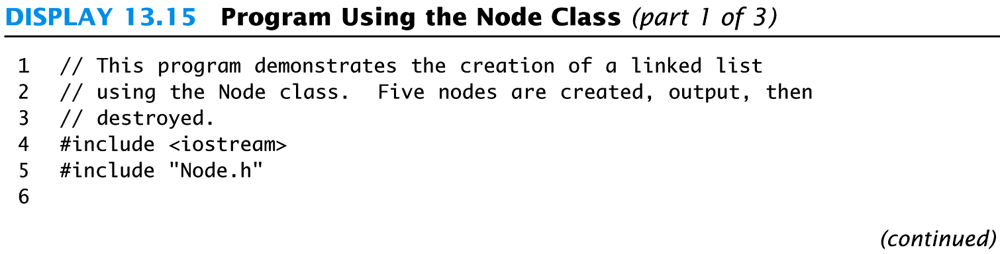 DISPLAY 13.15 Program Using the Node Class (part 1 of 3)
1 // This program demonstrates the creation of a linked list
2 // using the Node class.  Five nodes are created, output, then
3 // destroyed.
4 #include <iostream>
5 #include "Node.h"
6
(continued)